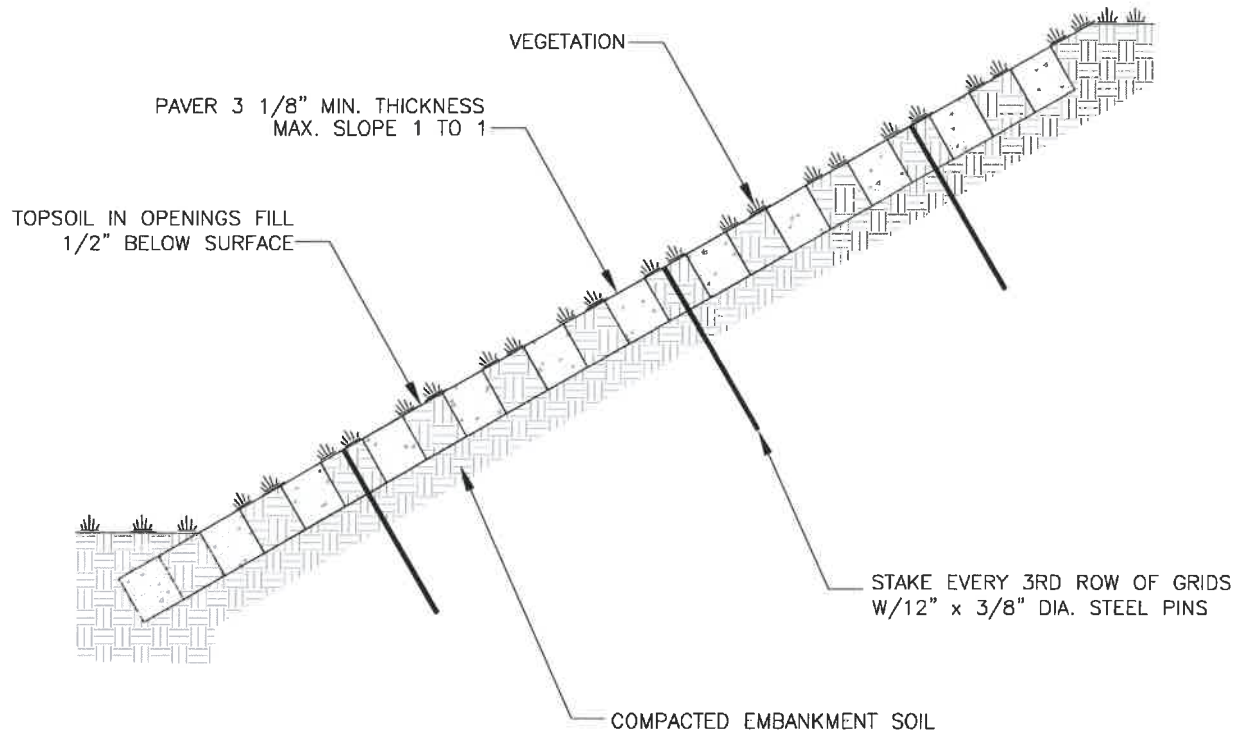 VEGETATION
PAVER 3 1/8" MIN. THICKNESS
MAX. SLOPE 1 TO 1
TOPSOIL IN OPENINGS FILL
1/2" BELOW SURFACE
STAKE EVERY 3RD ROW OF GRIDS
W/12" x 3/8" DIA. STEEL PINS
COMPACTED EMBANKMENT SOIL